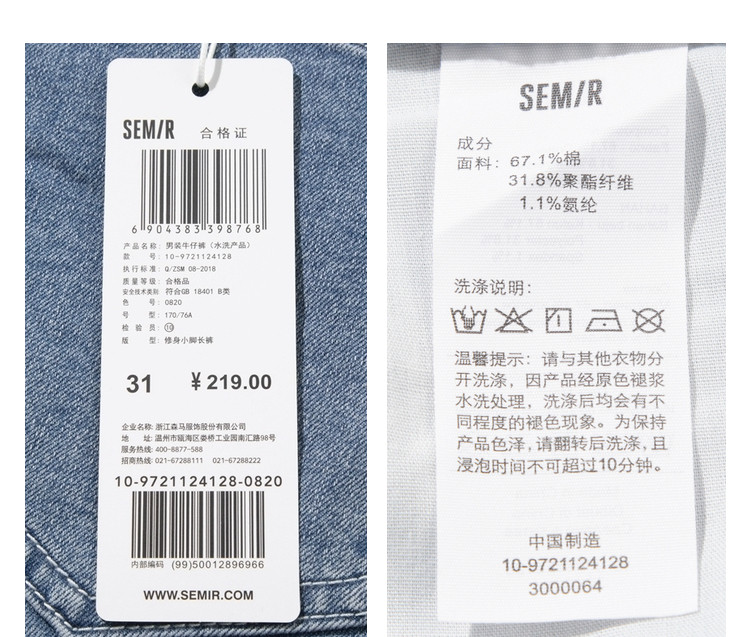 SEMIR
合格证
6 904383 398768
产品名称: 男装牛仔裤（水洗产品）
款 号: 10-9721124128
执行标准: Q/ZSM 08-2018
质量等级: 合格品
安全技术类别: 符合GB 18401 B类
色 号: 0820
号 型: 170/76A
检 验 员: ⑩
版 型: 修身小脚长裤
31 ¥219.00
企业名称: 浙江森马服饰股份有限公司
地 址: 温州市瓯海区娄桥工业园南汇路98号
服务热线: 400-8877-588
招商热线: 021-67288111 021-67288222
10-9721124128-0820
内部编码 (99)50012896966
WWW.SEMIR.COM
SEMIR
成分
面料: 67.1%棉
31.8%聚酯纤维
1.1%氨纶
洗涤说明:
温馨提示: 请与其他衣物分
开洗涤，因产品经原色褪浆
水洗处理，洗涤后均会有不
同程度的褪色现象。为保持
产品色泽,请翻转后洗涤,且
浸泡时间不可超过10分钟。
中国制造
10-9721124128
3000064